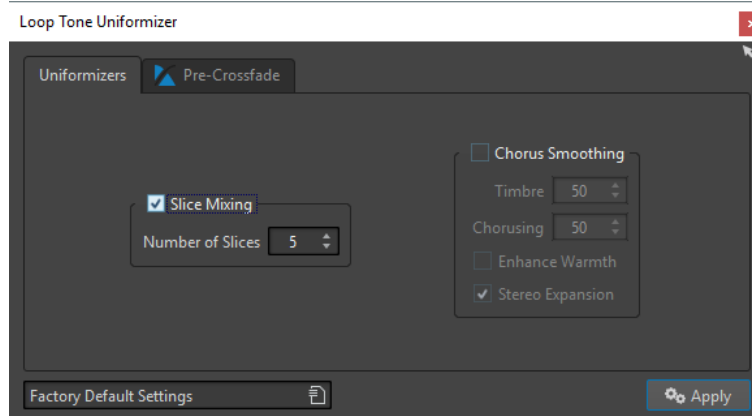 Loop Tone Uniformizer
Uniformizers
Pre-Crossfade
Slice Mixing
Number of Slices 5
Chorus Smoothing
Timbre 50
Chorusing 50
Enhance Warmth
Stereo Expansion
Factory Default Settings
Apply